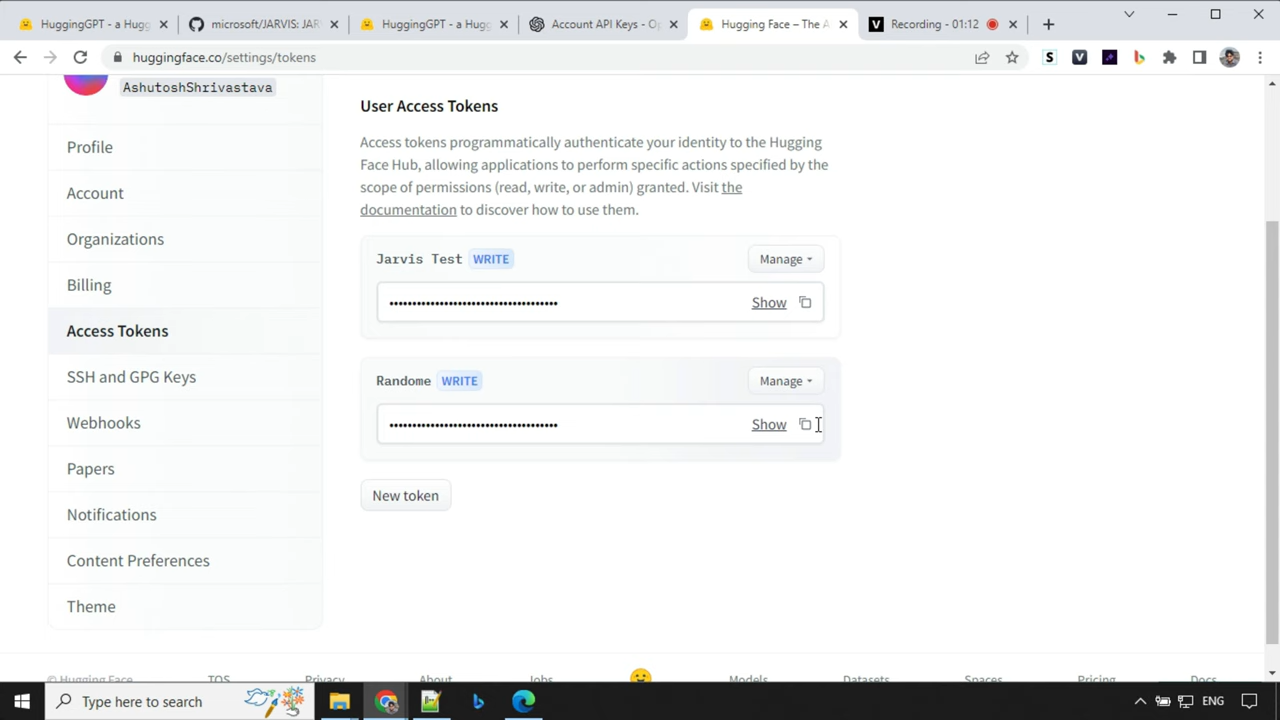 HuggingGPT - a Hugg
microsoft/JARVIS: JAR
HuggingGPT - a Hugg
Account API Keys - Op
Hugging Face – The A
Recording - 01:12
huggingface.co/settings/tokens
AshutoshShrivastava
Profile
Account
Organizations
Billing
Access Tokens
SSH and GPG Keys
Webhooks
Papers
Notifications
Content Preferences
Theme
User Access Tokens
Access tokens programmatically authenticate your identity to the Hugging
Face Hub, allowing applications to perform specific actions specified by the
scope of permissions (read, write, or admin) granted. Visit the
documentation to discover how to use them.
Jarvis Test WRITE
Manage
•••••••••••••••••••••••••••••••••••••
Show
Randome WRITE
Manage
•••••••••••••••••••••••••••••••••••••
Show
New token
© Hugging Face
TOS
Privacy
About
Jobs
Models
Datasets
Spaces
Pricing
Docs
Type here to search
ENG